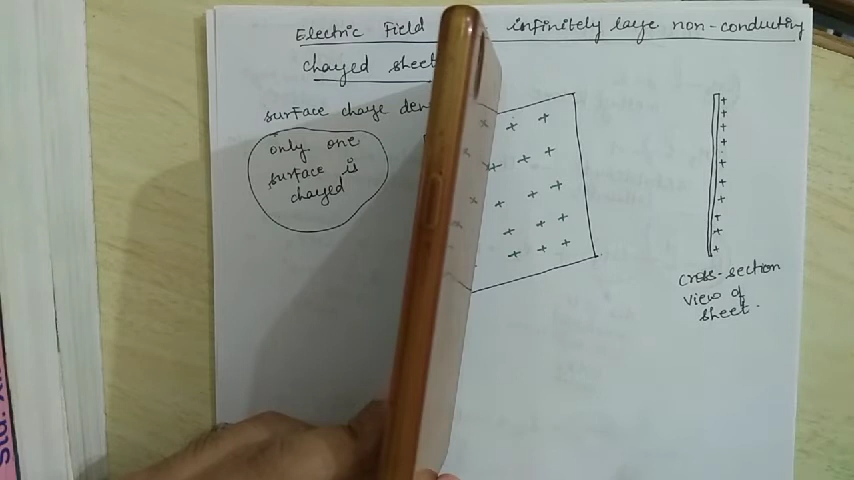 Electric Field infinitely large non-conducting
charged sheet
surface charge den
only one
surface is
charged
cross-section
view of
sheet.
Std. X